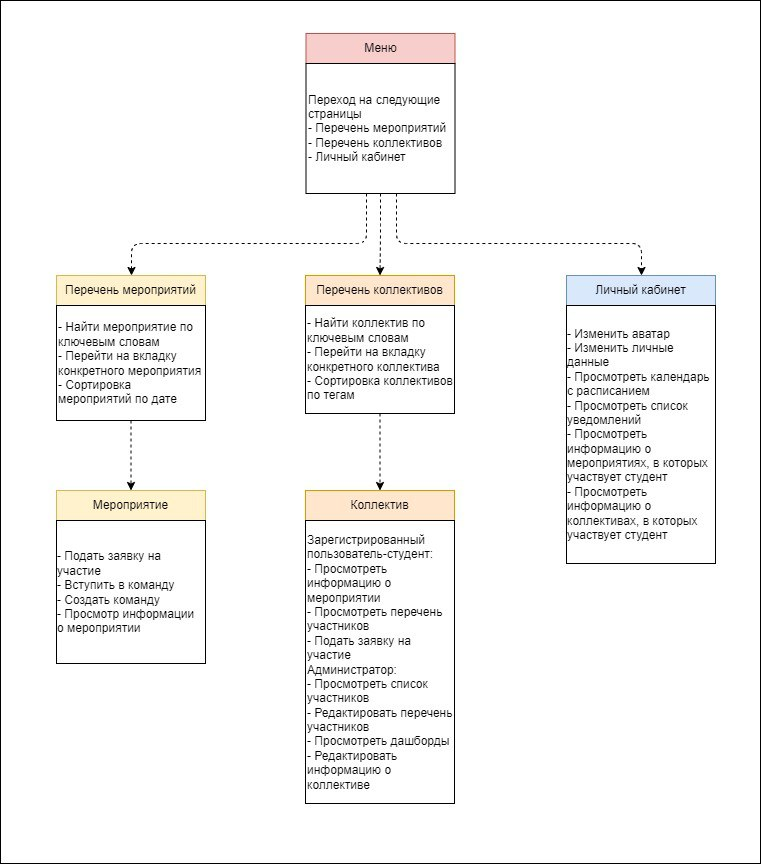 Меню
Переход на следующие
страницы
- Перечень мероприятий
- Перечень коллективов
- Личный кабинет
Перечень мероприятий
- Найти мероприятие по
ключевым словам
- Перейти на вкладку
конкретного мероприятия
- Сортировка
мероприятий по дате
Перечень коллективов
- Найти коллектив по
ключевым словам
- Перейти на вкладку
конкретного коллектива
- Сортировка коллективов
по тегам
Личный кабинет
- Изменить аватар
- Изменить личные
данные
- Просмотреть календарь
с расписанием
- Просмотреть список
уведомлений
- Просмотреть
информацию о
мероприятиях, в которых
участвует студент
- Просмотреть
информацию о
коллективах, в которых
участвует студент
Мероприятие
- Подать заявку на
участие
- Вступить в команду
- Создать команду
- Просмотр информации
о мероприятии
Коллектив
Зарегистрированный
пользователь-студент:
- Просмотреть
информацию о
мероприятии
- Просмотреть перечень
участников
- Подать заявку на
участие
Администратор:
- Просмотреть список
участников
- Редактировать перечень
участников
- Просмотреть дашборды
- Редактировать
информацию о
коллективе